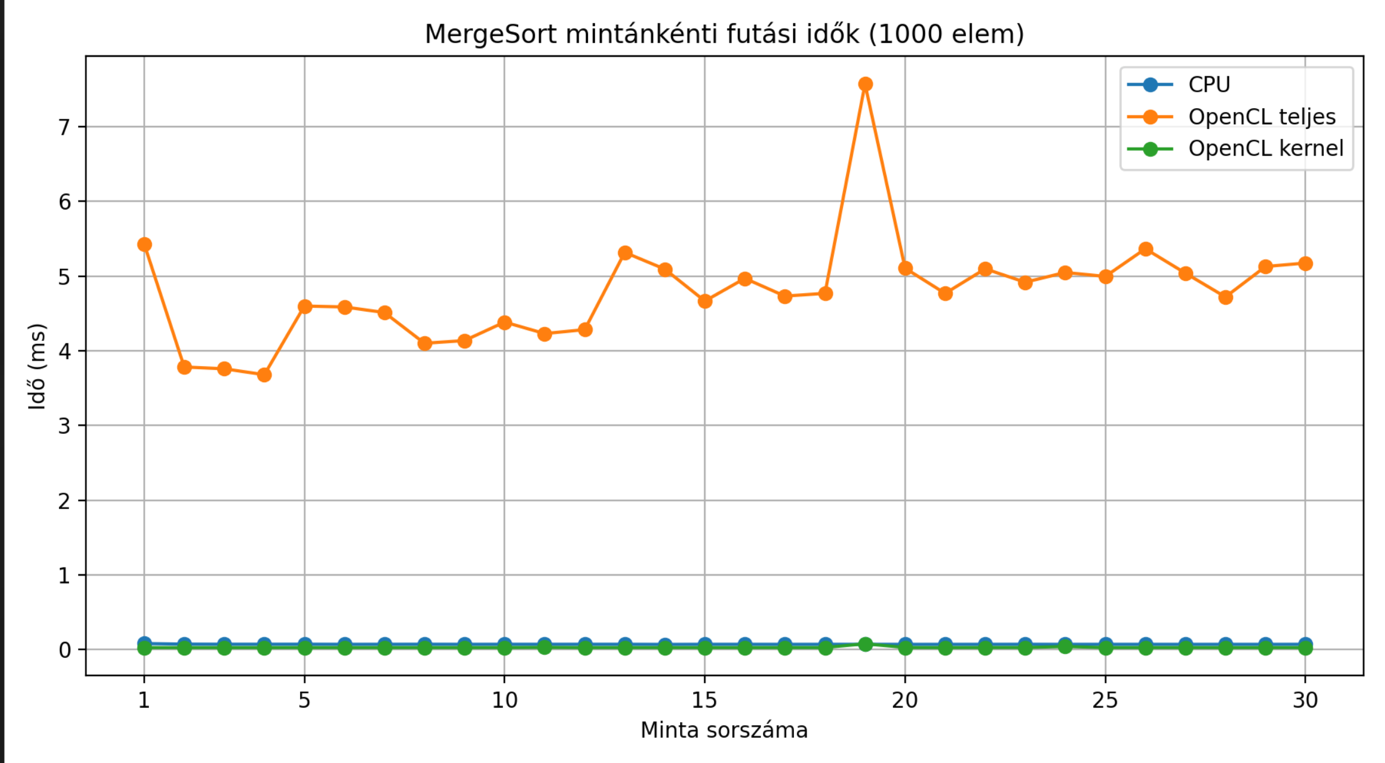 MergeSort mintánkénti futási idők (1000 elem)
CPU
OpenCL teljes
OpenCL kernel
Idő (ms)
7
6
5
4
3
2
1
0
1 5 10 15 20 25 30
Minta sorszáma